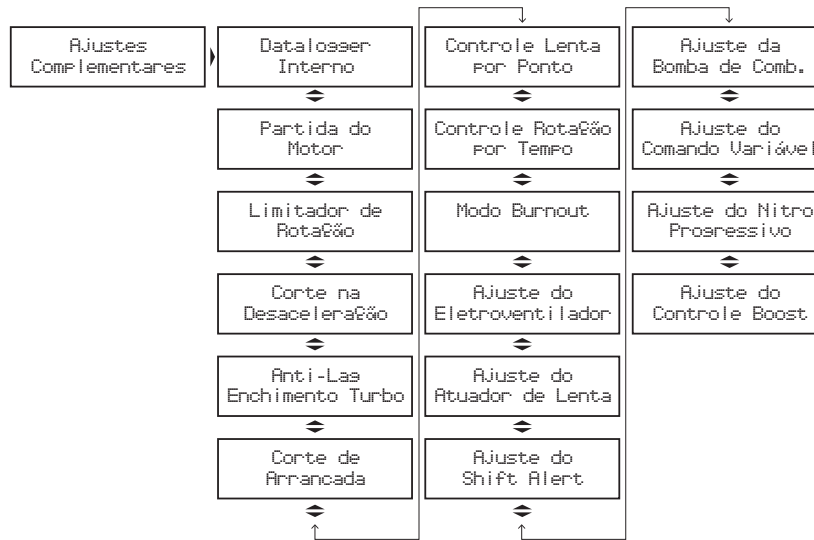 Ajustes
Complementares
Datalogger
Interno
Partida do
Motor
Limitador de
Rotação
Corte na
Desaceleração
Anti-Lag
Enchimento Turbo
Corte de
Arrancada
Controle Lenta
por Ponto
Controle Rotação
por Tempo
Modo Burnout
Ajuste do
Eletroventilador
Ajuste do
Atuador de Lenta
Ajuste do
Shift Alert
Ajuste da
Bomba de Comb.
Ajuste do
Comando Variável
Ajuste do Nitro
Progressivo
Ajuste do
Controle Boost